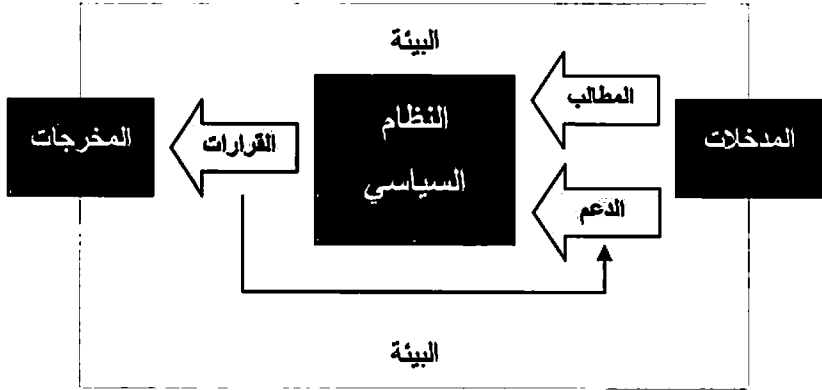 البيئة
المدخلات
المطالب
الدعم
النظام
السياسي
القرارات
المخرجات
البيئة